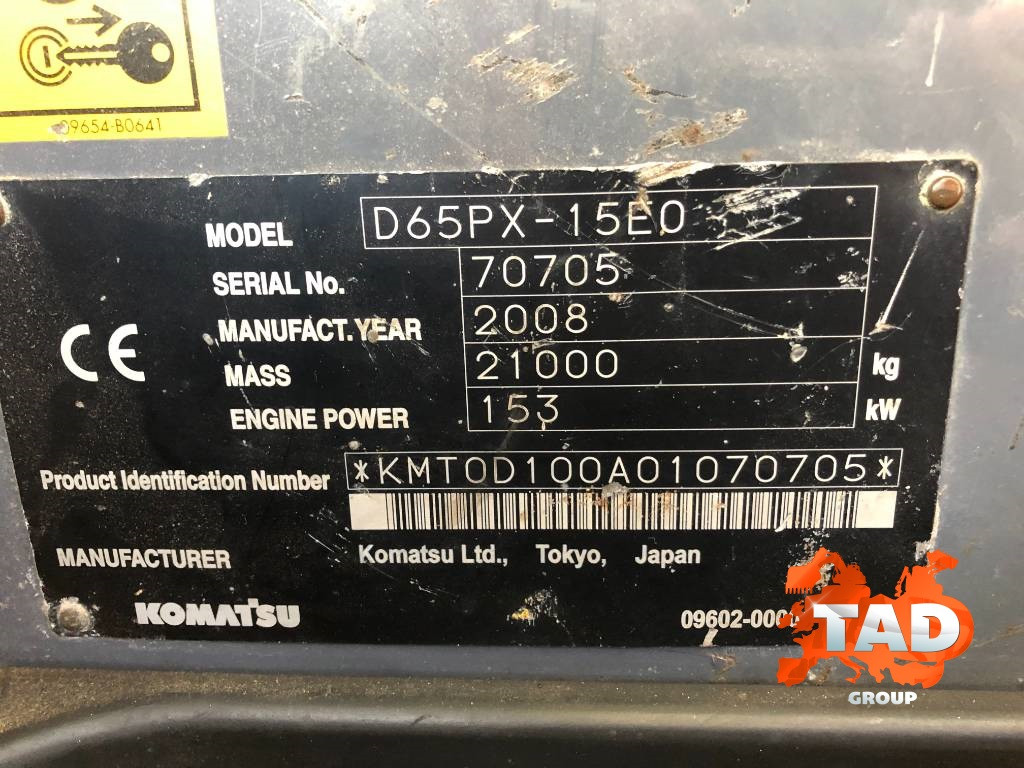 09654-B0641
MODEL D65PX-15E0
SERIAL No. 70705
MANUFACT.YEAR 2008
MASS 21000 kg
ENGINE POWER 153 kW
CE
Product Identification Number *KMT0D100A01070705*
MANUFACTURER Komatsu Ltd., Tokyo, Japan
KOMATSU
TAD
GROUP